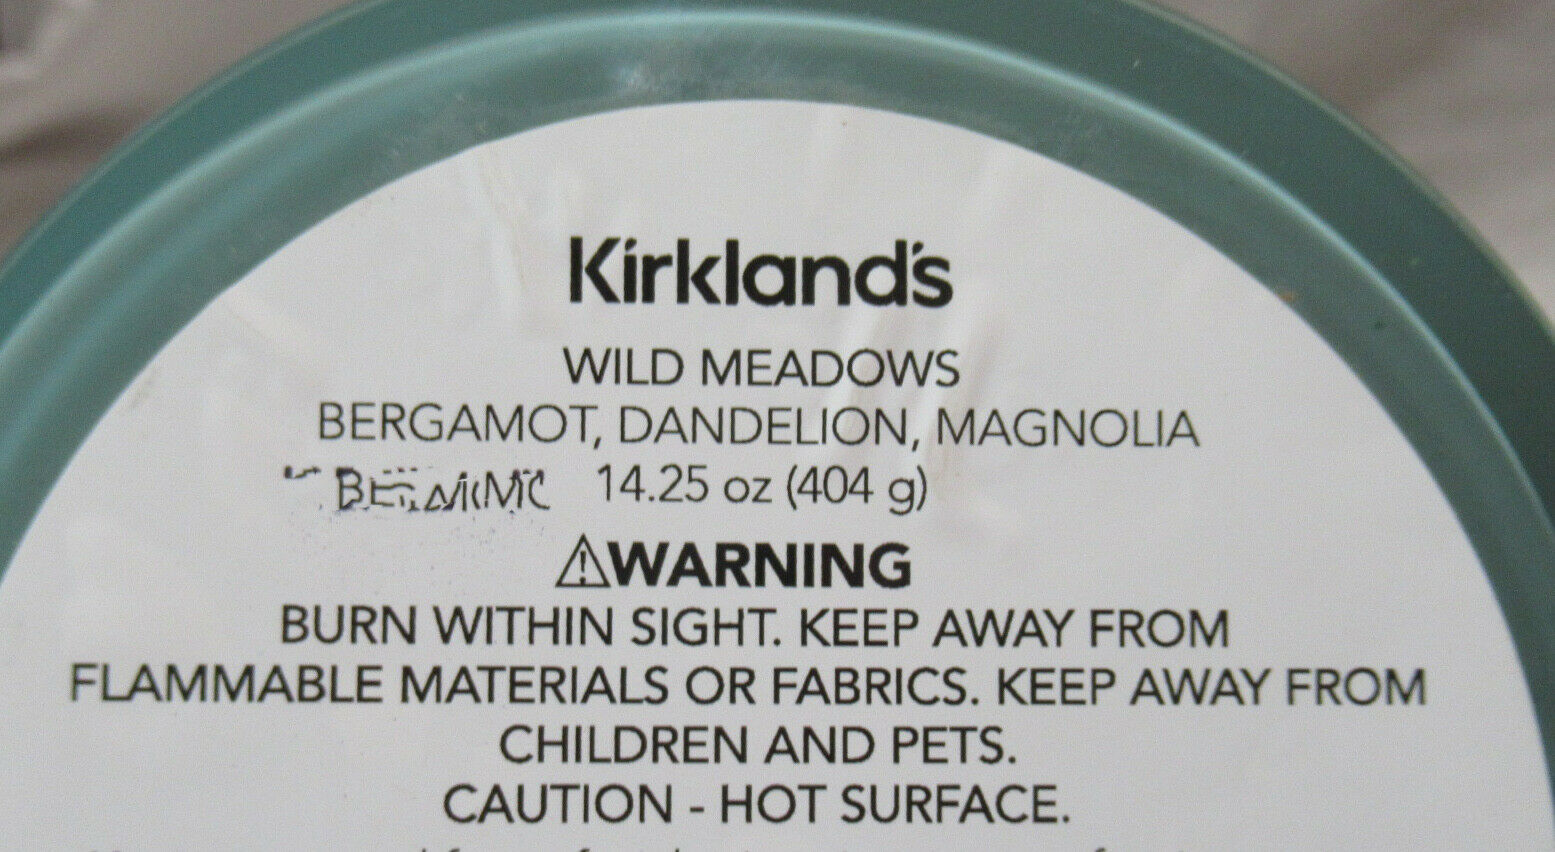 Kirkland's
WILD MEADOWS
BERGAMOT, DANDELION, MAGNOLIA
14.25 oz (404 g)
⚠WARNING
BURN WITHIN SIGHT. KEEP AWAY FROM
FLAMMABLE MATERIALS OR FABRICS. KEEP AWAY FROM
CHILDREN AND PETS.
CAUTION - HOT SURFACE.